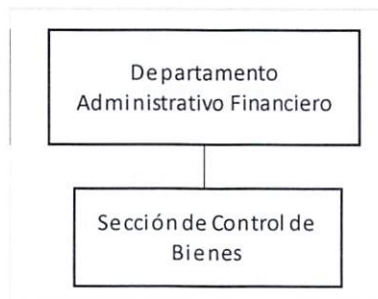 Departamento
Administrativo Financiero
Sección de Control de
Bienes